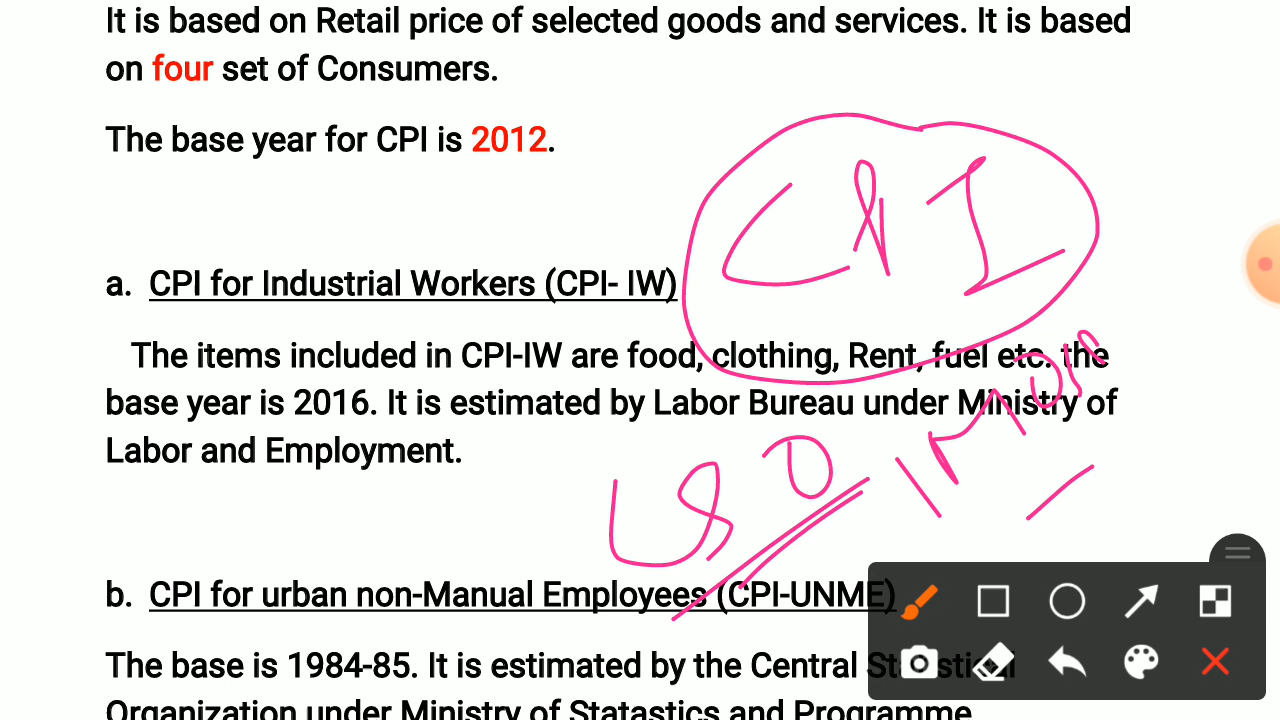 It is based on Retail price of selected goods and services. It is based
on four set of Consumers.
The base year for CPI is 2012.
CPI
a. CPI for Industrial Workers (CPI- IW)
The items included in CPI-IW are food, clothing, Rent, fuel etc. the
base year is 2016. It is estimated by Labor Bureau under Ministry of
Labor and Employment.
b. CPI for urban non-Manual Employees (CPI-UNME)
The base is 1984-85. It is estimated by the Central Statistical
Organization under Ministry of Statastics and Programme